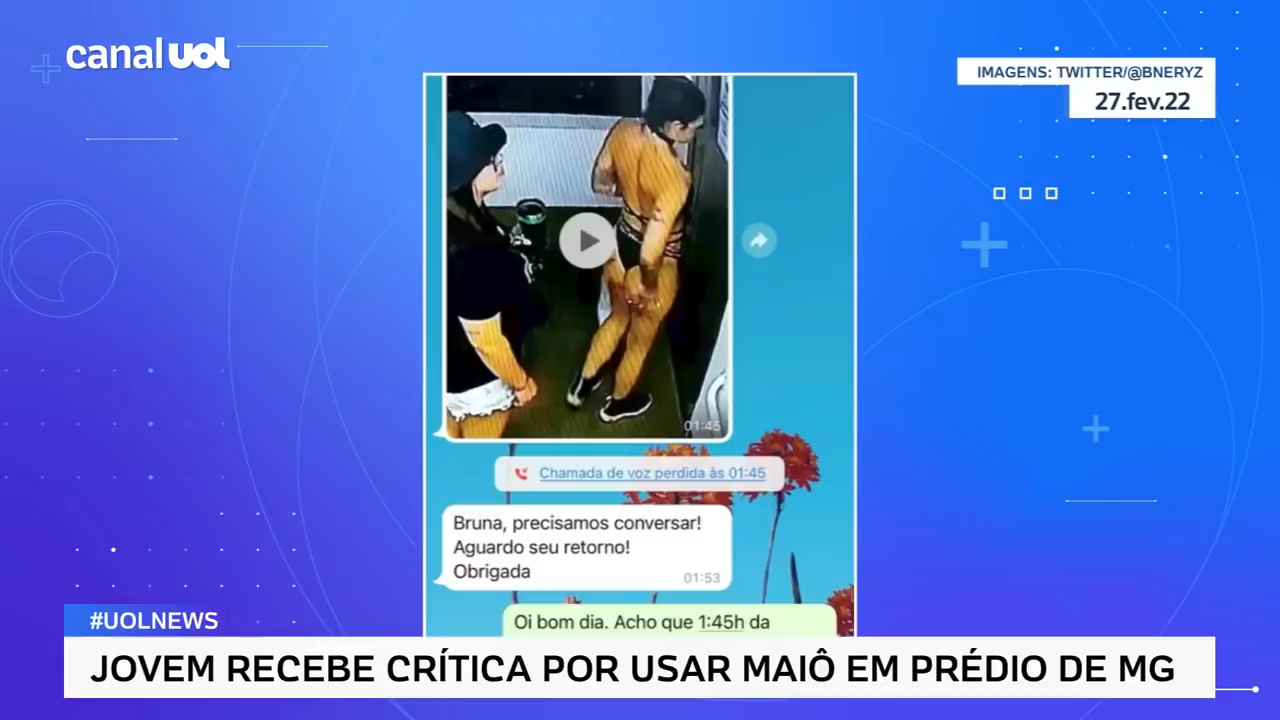 canal uol
IMAGENS: TWITTER/@BNERYZ
27.fev.22
01:45
Chamada de voz perdida às 01:45
Bruna, precisamos conversar!
Aguardo seu retorno!
Obrigada
01:53
Oi bom dia. Acho que 1:45h da
#UOLNEWS
JOVEM RECEBE CRÍTICA POR USAR MAIÔ EM PRÉDIO DE MG